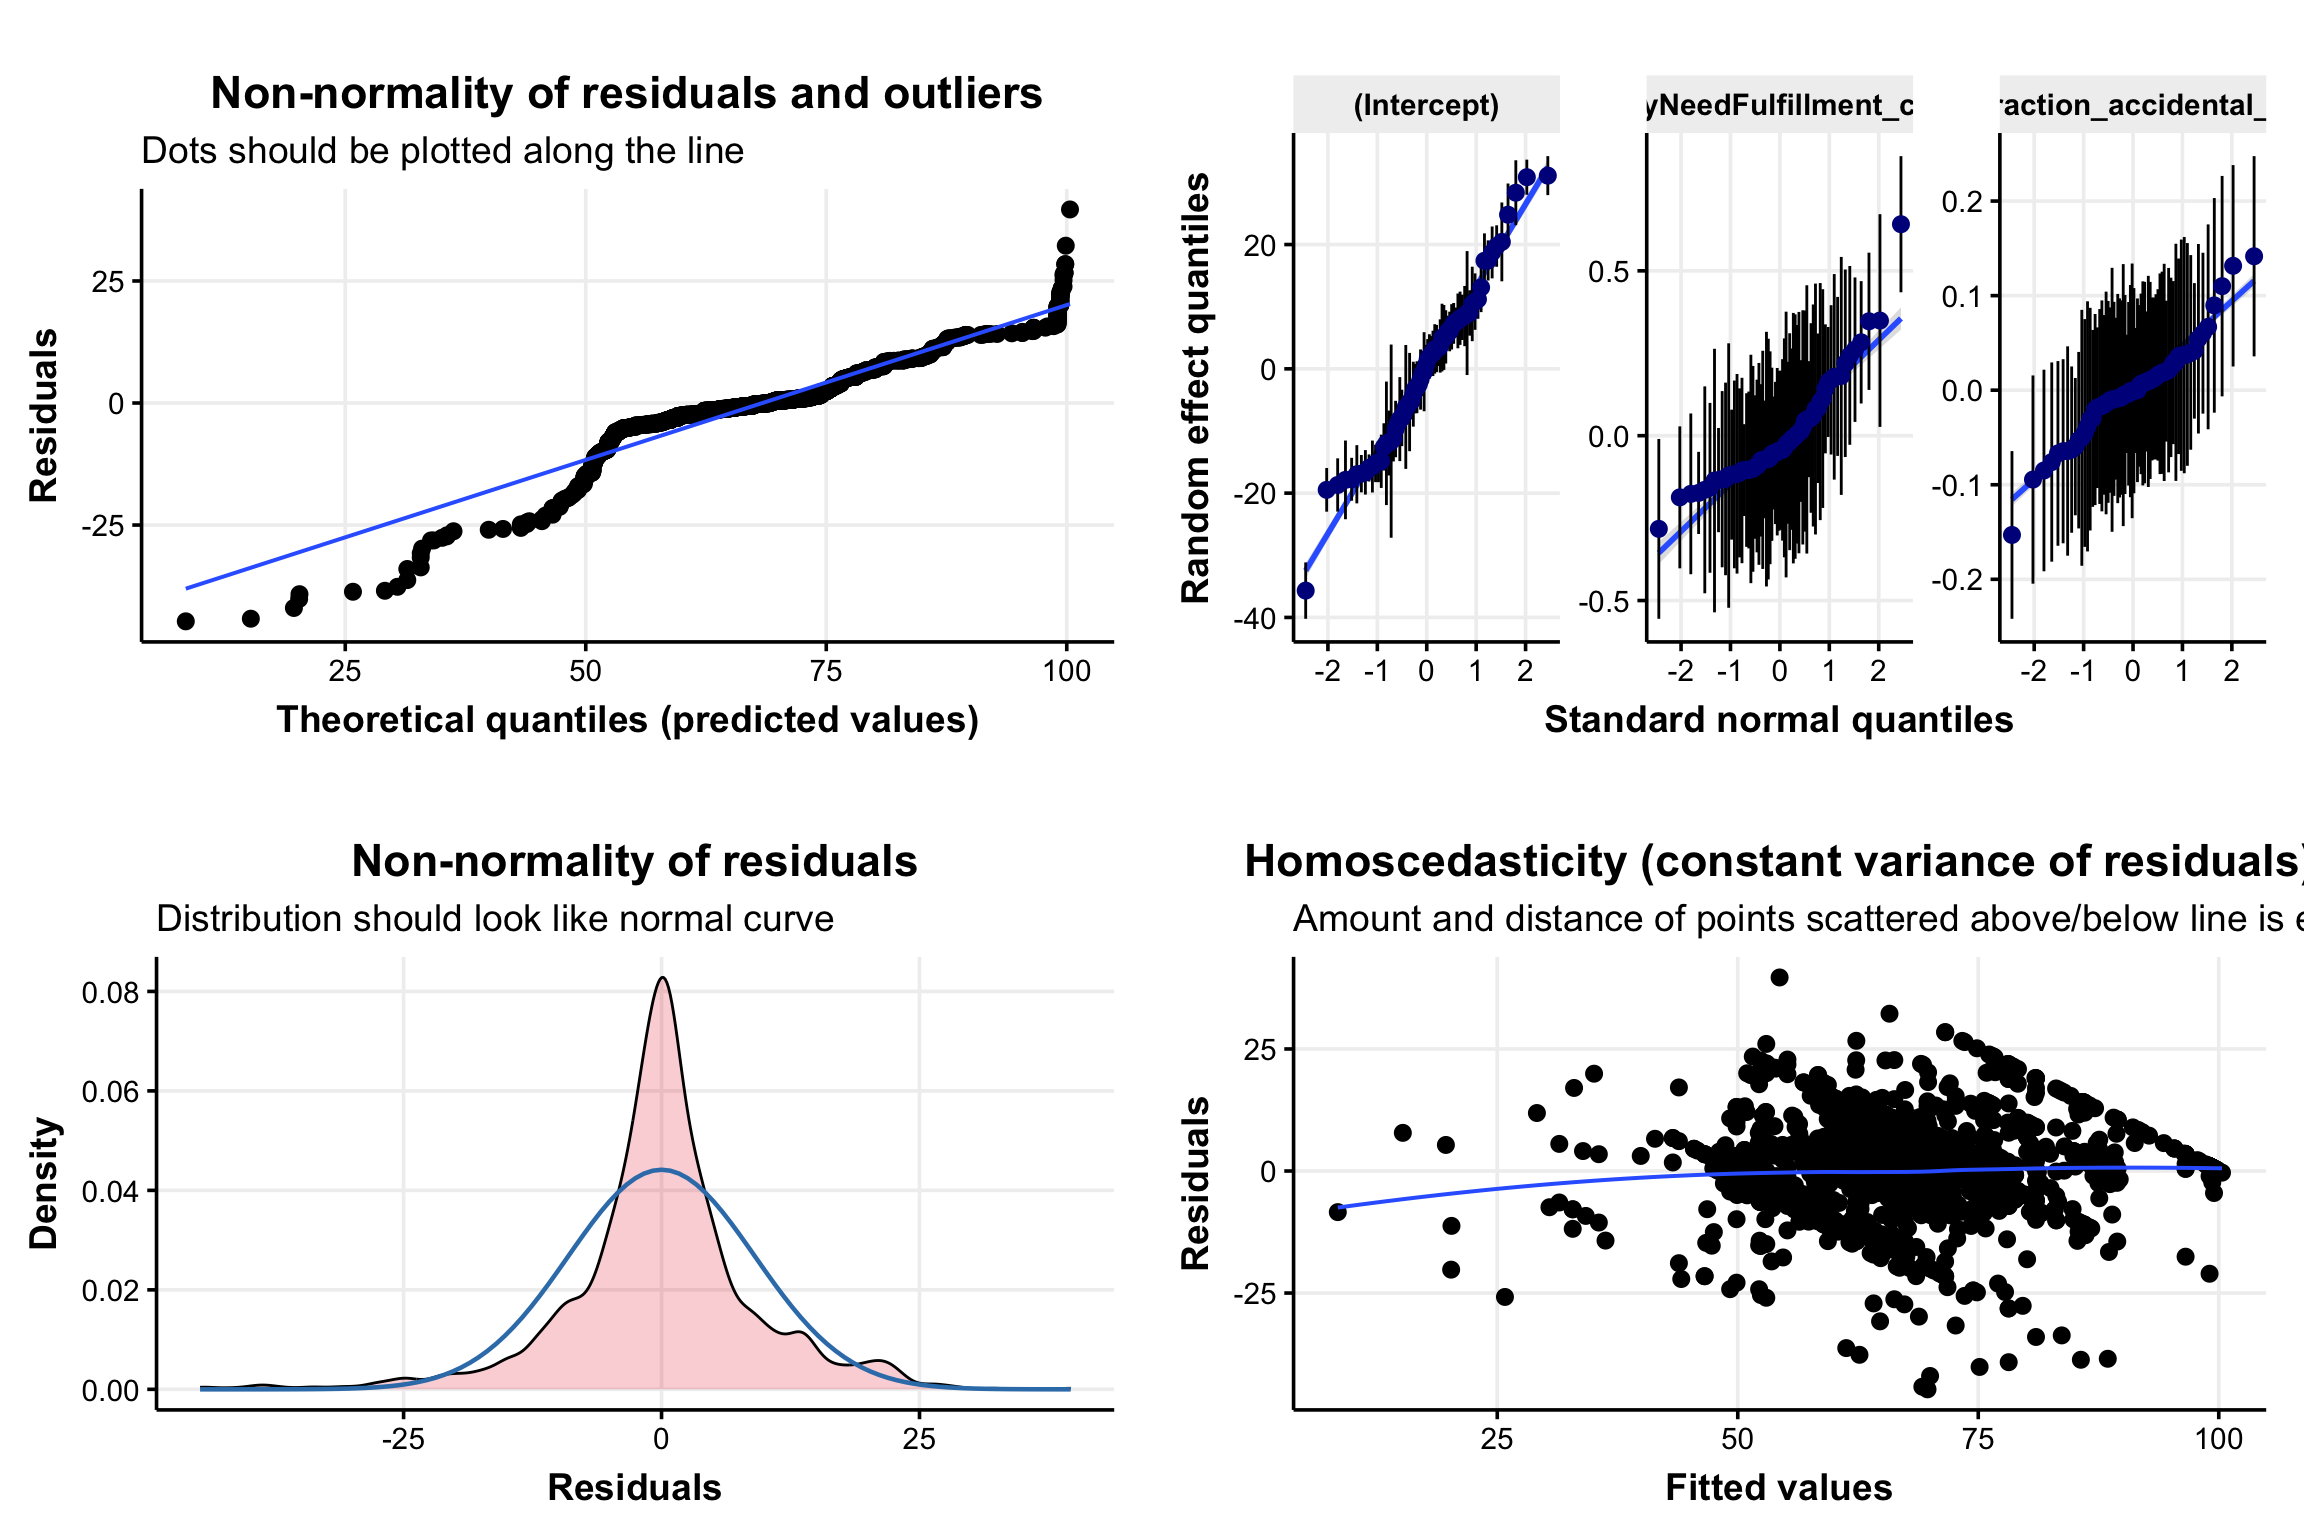 Non-normality of residuals and outliers
Dots should be plotted along the line
Residuals
25
0
-25
25 50 75 100
Theoretical quantiles (predicted values)
(Intercept) yNeedFulfillment_c raction_accidental_
Random effect quantiles
20
0
-20
-40
0.5
0.0
-0.5
0.2
0.1
0.0
-0.1
-0.2
-2 -1 0 1 2 -2 -1 0 1 2 -2 -1 0 1 2
Standard normal quantiles
Non-normality of residuals
Distribution should look like normal curve
Density
0.08
0.06
0.04
0.02
0.00
-25 0 25
Residuals
Homoscedasticity (constant variance of residuals)
Amount and distance of points scattered above/below line is e
Residuals
25
0
-25
25 50 75 100
Fitted values